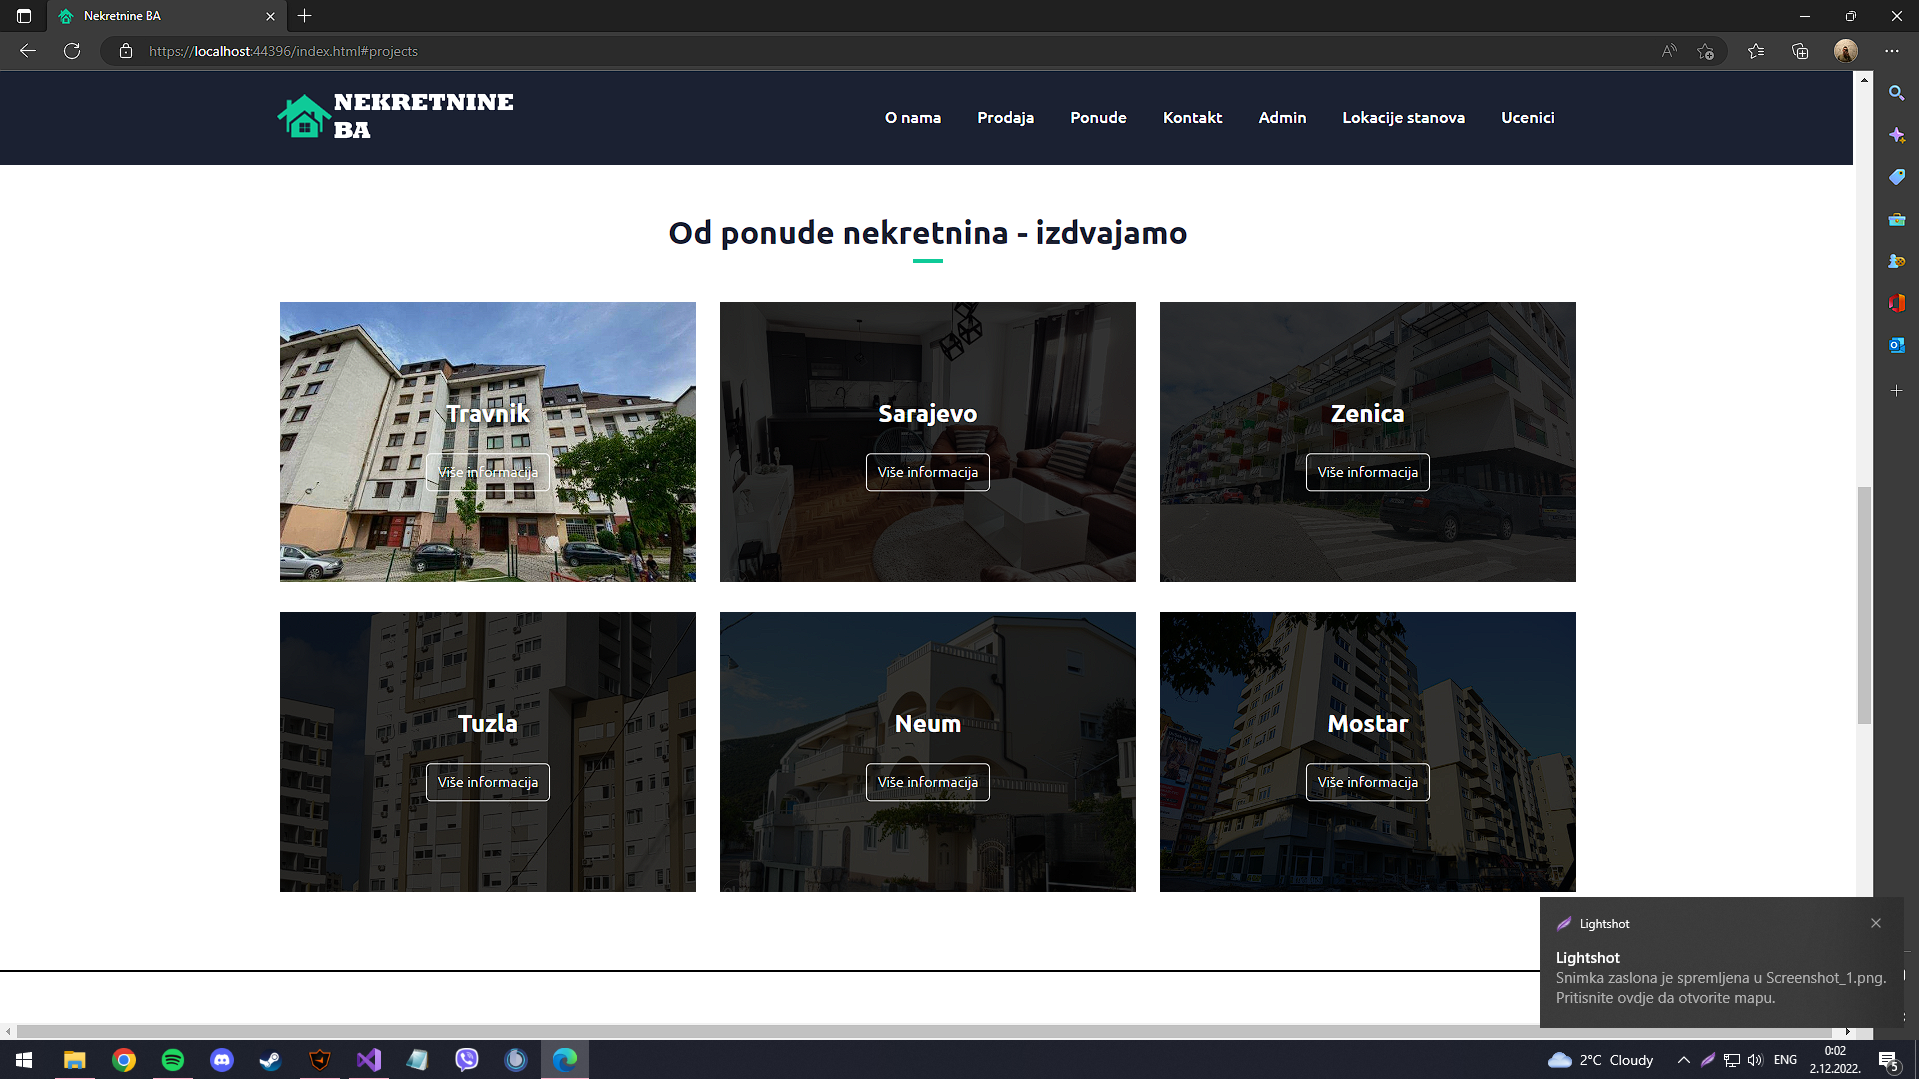 Nekretnine BA
https://localhost:44396/index.html#projects
NEKRETNINE
BA
O nama Prodaja Ponude Kontakt Admin Lokacije stanova Ucenici
Od ponude nekretnina - izdvajamo
Travnik
Više informacija
Sarajevo
Više informacija
Zenica
Više informacija
Tuzla
Više informacija
Neum
Više informacija
Mostar
Više informacija
Lightshot
Lightshot
Snimka zaslona je spremljena u Screenshot_1.png.
Pritisnite ovdje da otvorite mapu.
2°C Cloudy
ENG
0:02
2.12.2022.
5